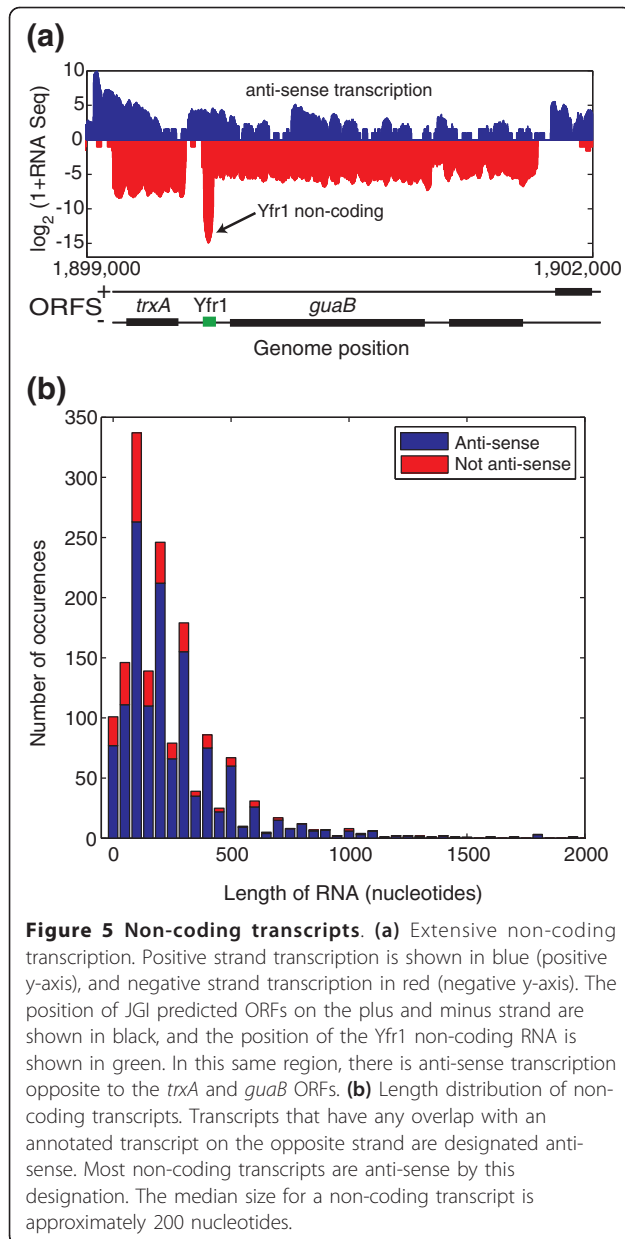 (a)
10
5
0
-5
-10
-15
log2 (1+RNA Seq)
anti-sense transcription
Yfr1 non-coding
1,899,000 1,902,000
ORFS + -
trxA Yfr1 guaB
Genome position
(b)
350
300
250
200
150
100
50
0
Number of occurences
Anti-sense
Not anti-sense
0 500 1000 1500 2000
Length of RNA (nucleotides)
Figure 5 Non-coding transcripts. (a) Extensive non-coding
transcription. Positive strand transcription is shown in blue (positive
y-axis), and negative strand transcription in red (negative y-axis). The
position of JGI predicted ORFs on the plus and minus strand are
shown in black, and the position of the Yfr1 non-coding RNA is
shown in green. In this same region, there is anti-sense transcription
opposite to the trxA and guaB ORFs. (b) Length distribution of non-
coding transcripts. Transcripts that have any overlap with an
annotated transcript on the opposite strand are designated anti-
sense. Most non-coding transcripts are anti-sense by this
designation. The median size for a non-coding transcript is
approximately 200 nucleotides.